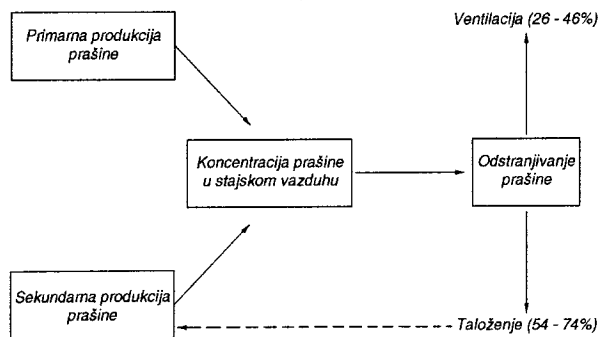 Primarna produkcija
prašine
Ventilacija (26 - 46%)
Koncentracija prašine
u stajskom vazduhu
Odstranjivanje
prašine
Sekundarna produkcija
prašine
Taloženje (54 - 74%)